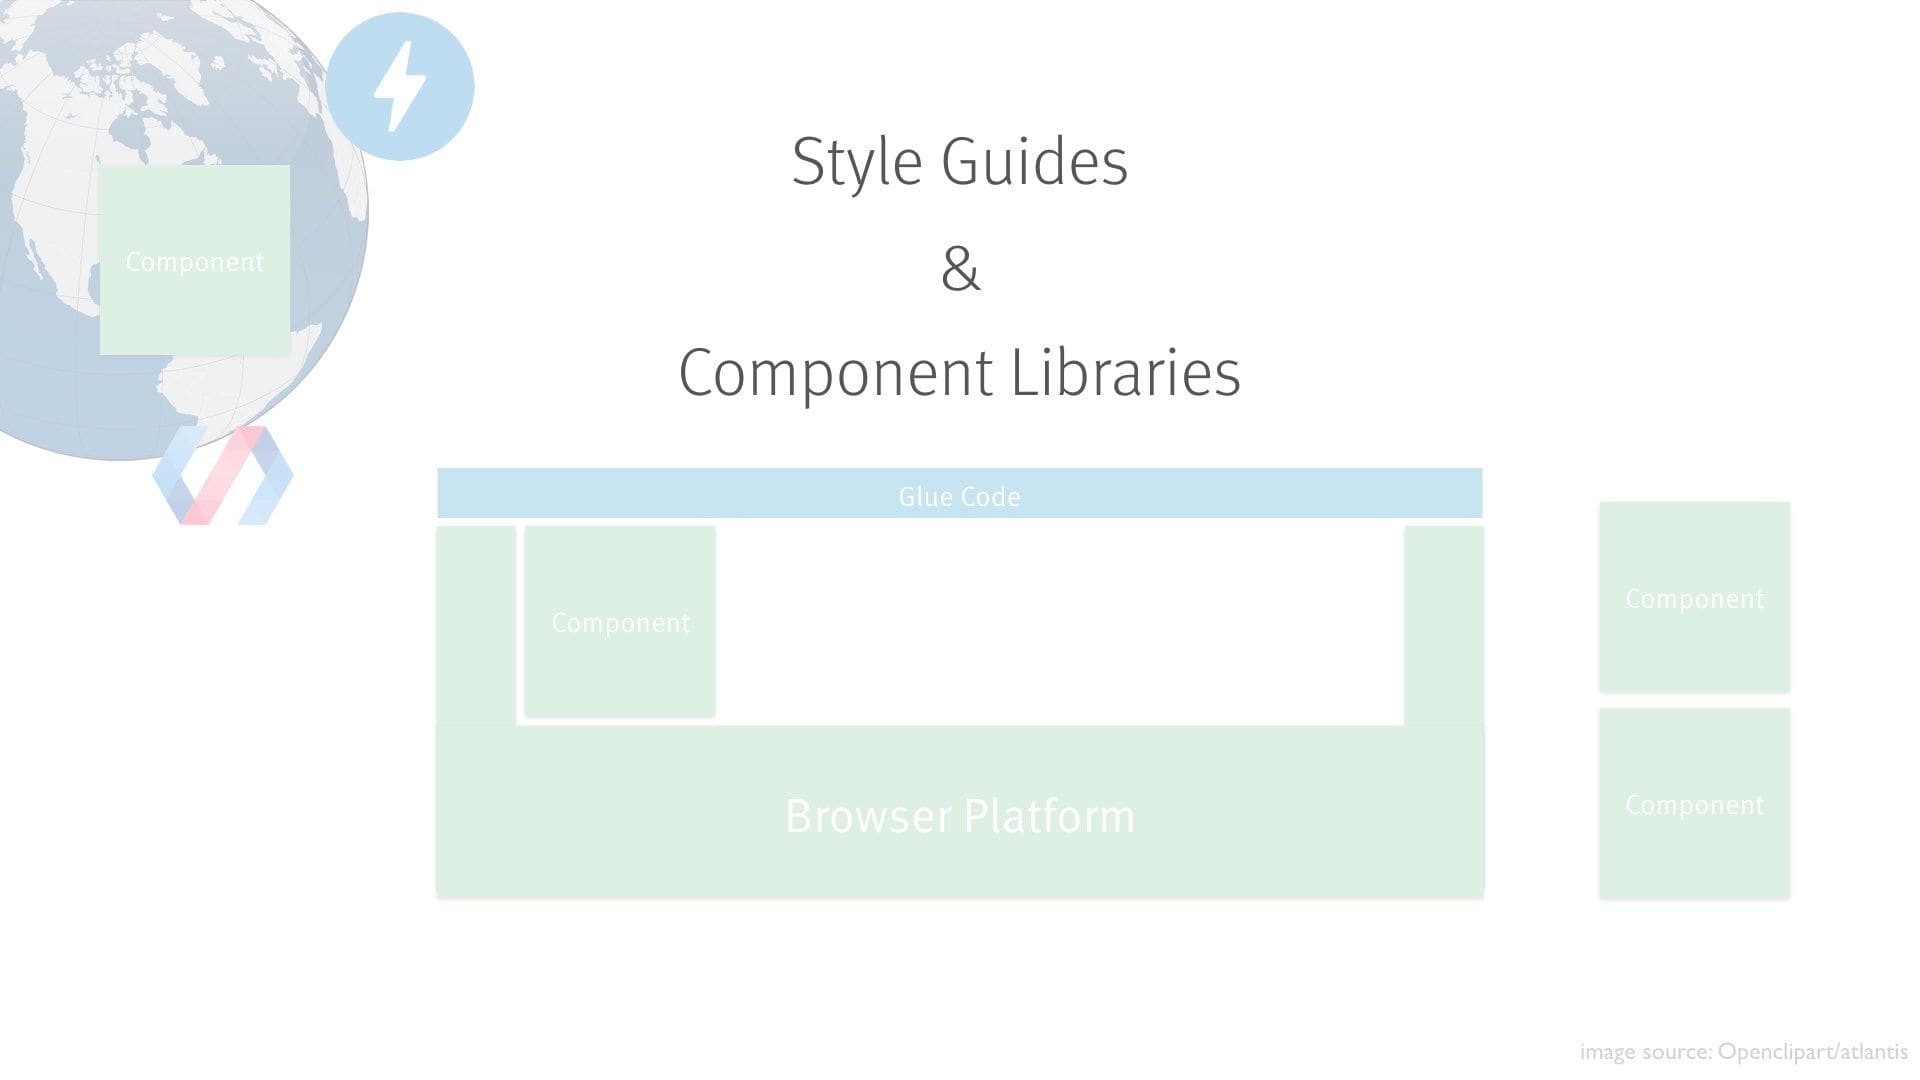 Style Guides
&
Component Libraries
Component
Glue Code
Component
Component
Component
Browser Platform
image source: Openclipart/atlantis